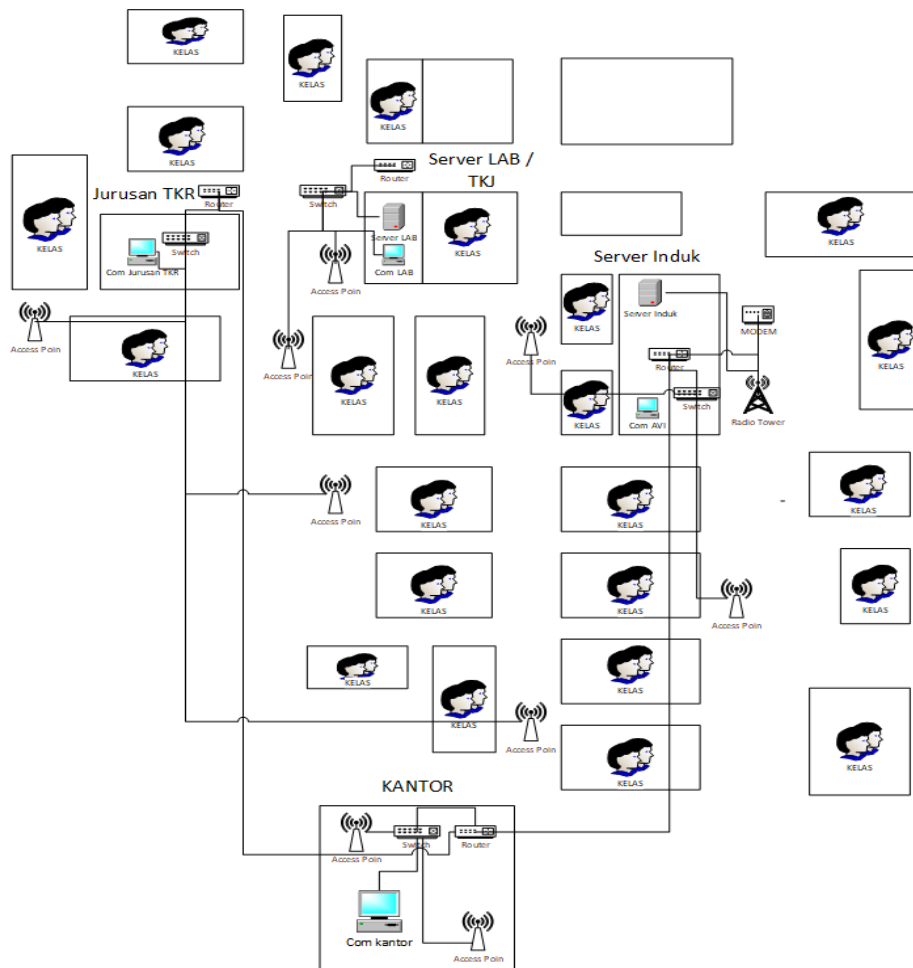 KELAS
KELAS
KELAS
KELAS
Server LAB /
TKJ
Router
Jurusan TKR
Router
Switch
KELAS
Switch
Com Jurusan TKR
Server LAB
Com LAB
KELAS
KELAS
Access Poin
Server Induk
KELAS
Server Induk
MODEM
Access Poin
KELAS
Access Poin
Access Poin
Router
KELAS
KELAS
KELAS
KELAS
KELAS
Com AVI
Switch
Radio Tower
Access Poin
KELAS
KELAS
-
KELAS
KELAS
KELAS
KELAS
Access Poin
KELAS
KELAS
KELAS
Access Poin
KELAS
KELAS
KANTOR
Access Poin
Switch
Router
Com kantor
Access Poin